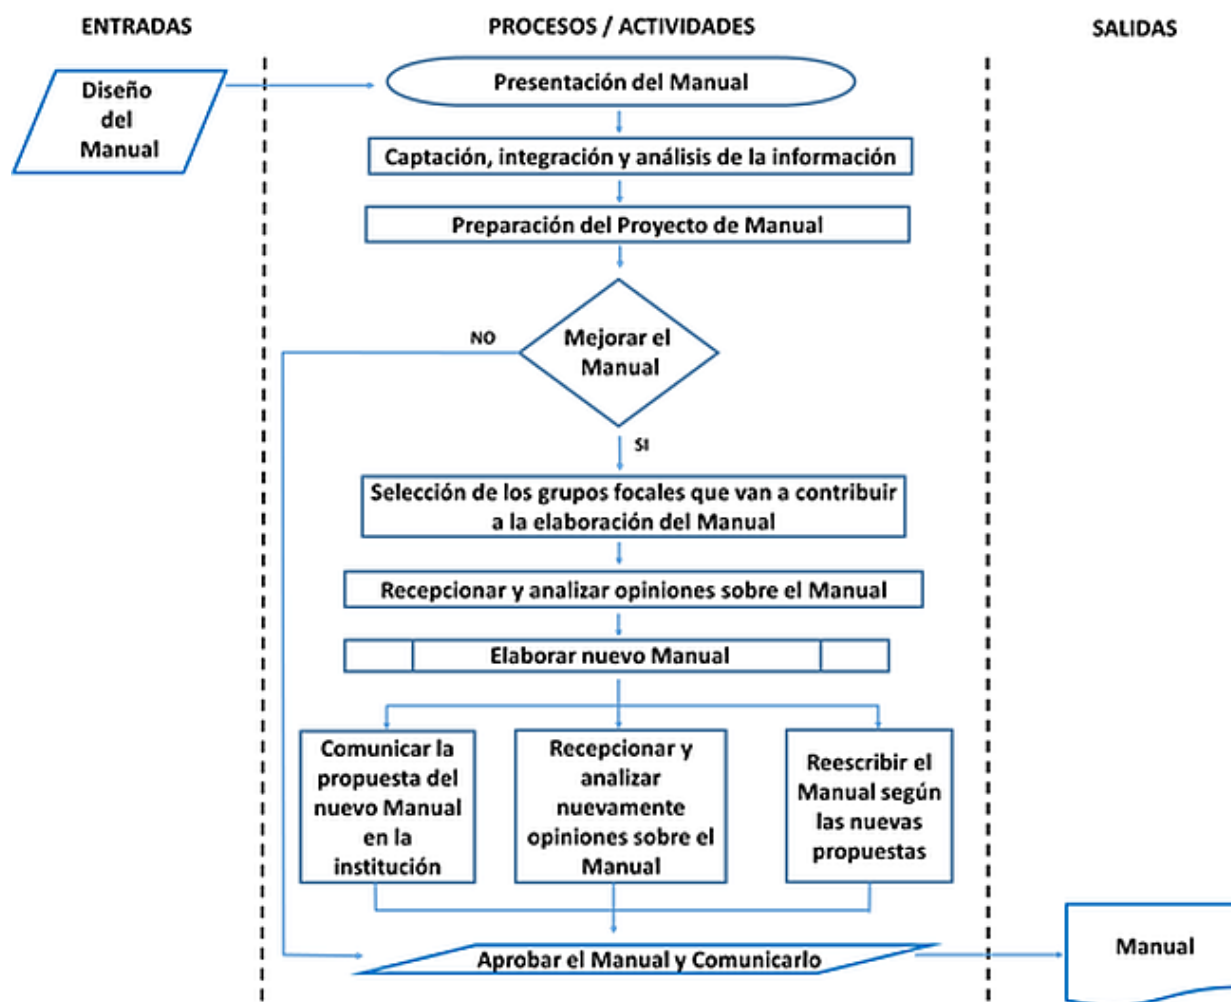 ENTRADAS
PROCESOS / ACTIVIDADES
SALIDAS
Diseño
del
Manual
Presentación del Manual
Captación, integración y análisis de la información
Preparación del Proyecto de Manual
NO
Mejorar el
Manual
SI
Selección de los grupos focales que van a contribuir
a la elaboración del Manual
Recepcionar y analizar opiniones sobre el Manual
Elaborar nuevo Manual
Comunicar la
propuesta del
nuevo Manual
en la
institución
Recepcionar y
analizar
nuevamente
opiniones sobre el
Manual
Reescribir el
Manual según
las nuevas
propuestas
Aprobar el Manual y Comunicarlo
Manual